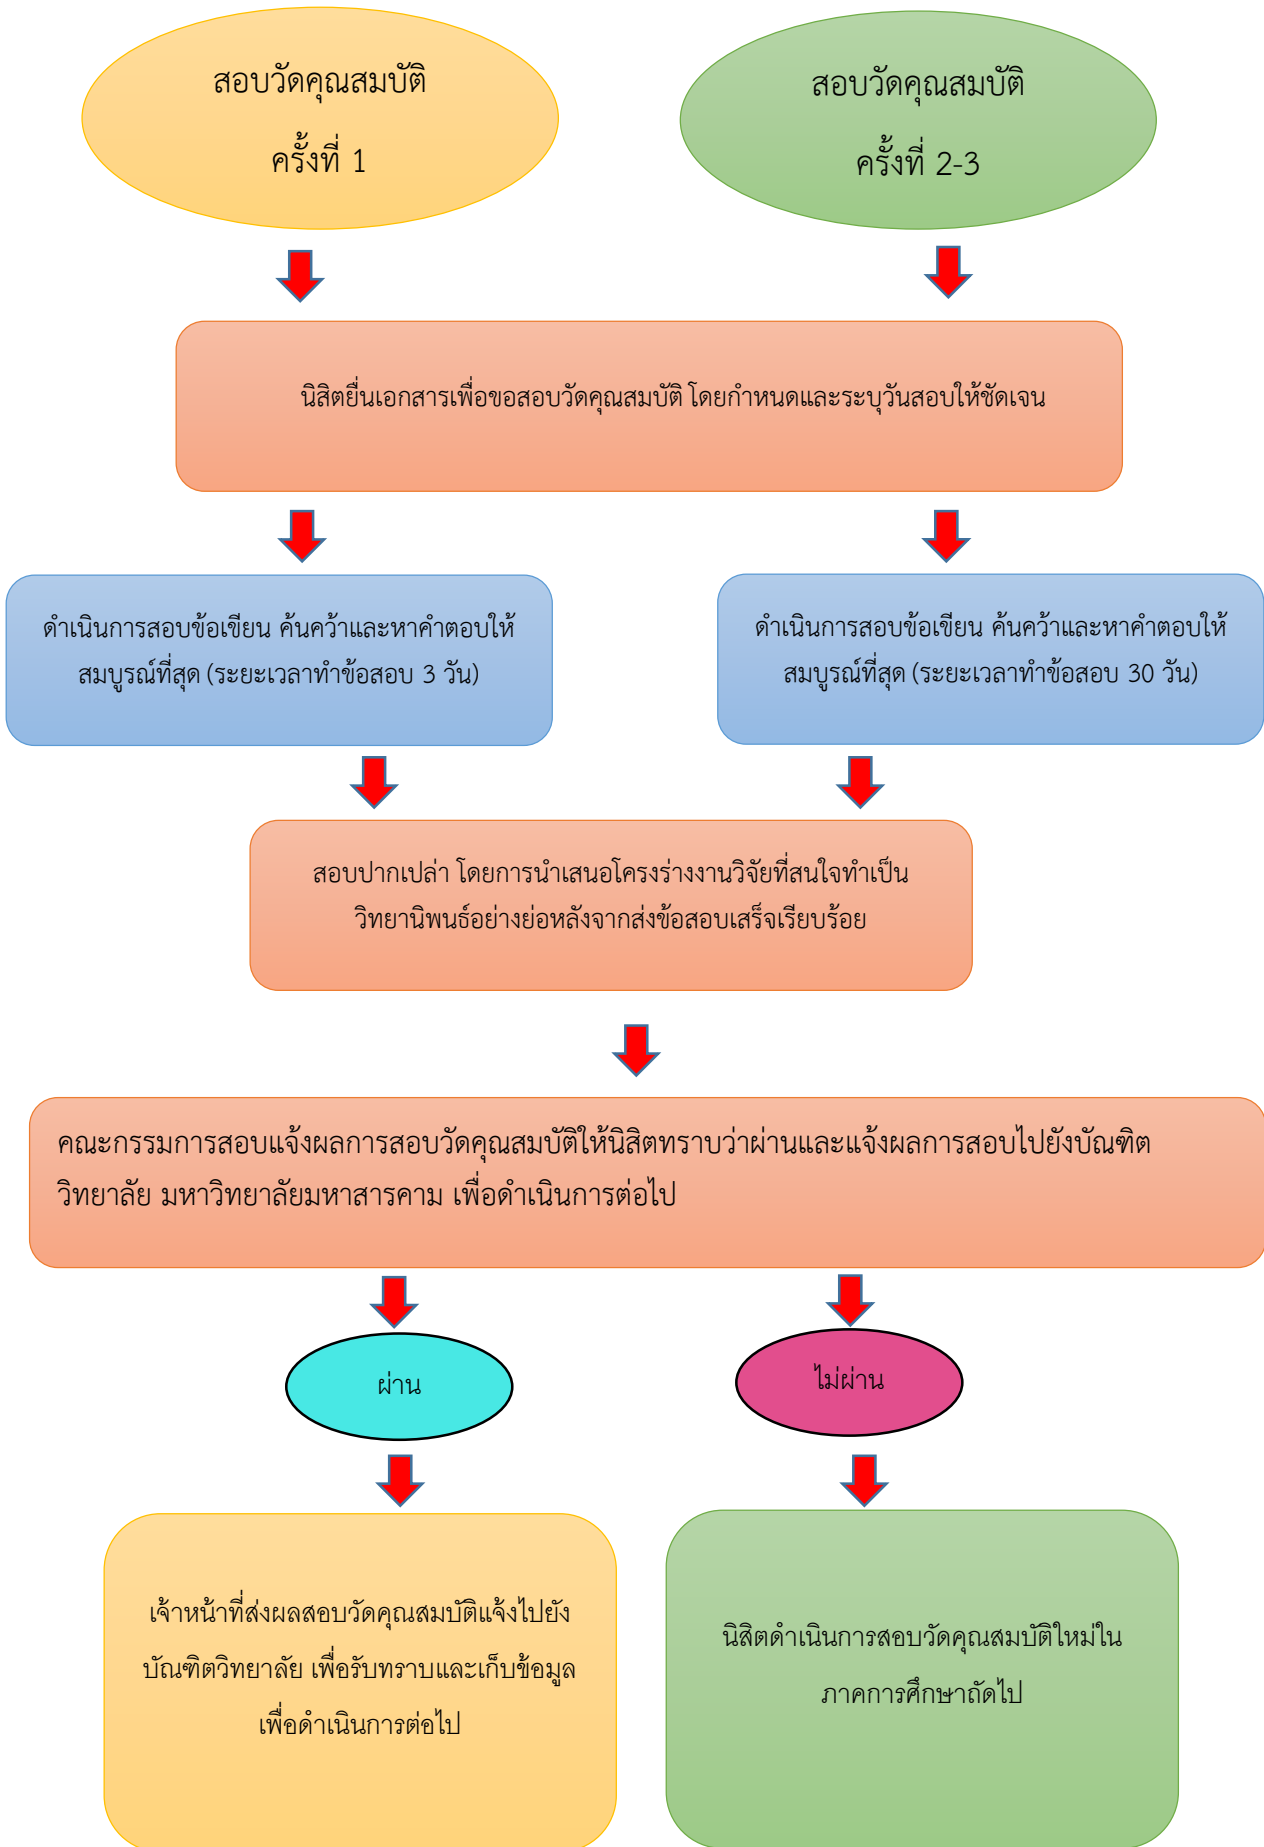 สอบวัดคุณสมบัติ
ครั้งที่ 1
สอบวัดคุณสมบัติ
ครั้งที่ 2-3
นิสิตยื่นเอกสารเพื่อขอสอบวัดคุณสมบัติ โดยกำหนดและระบุวันสอบให้ชัดเจน
ดำเนินการสอบข้อเขียน ค้นคว้าและหาคำตอบให้
สมบูรณ์ที่สุด (ระยะเวลาทำข้อสอบ 3 วัน)
ดำเนินการสอบข้อเขียน ค้นคว้าและหาคำตอบให้
สมบูรณ์ที่สุด (ระยะเวลาทำข้อสอบ 30 วัน)
สอบปากเปล่า โดยการนำเสนอโครงร่างงานวิจัยที่สนใจทำเป็น
วิทยานิพนธ์อย่างย่อหลังจากส่งข้อสอบเสร็จเรียบร้อย
คณะกรรมการสอบแจ้งผลการสอบวัดคุณสมบัติให้นิสิตทราบว่าผ่านและแจ้งผลการสอบไปยังบัณฑิต
วิทยาลัย มหาวิทยาลัยมหาสารคาม เพื่อดำเนินการต่อไป
ผ่าน
ไม่ผ่าน
เจ้าหน้าที่ส่งผลสอบวัดคุณสมบัติแจ้งไปยัง
บัณฑิตวิทยาลัย เพื่อรับทราบและเก็บข้อมูล
เพื่อดำเนินการต่อไป
นิสิตดำเนินการสอบวัดคุณสมบัติใหม่ใน
ภาคการศึกษาถัดไป